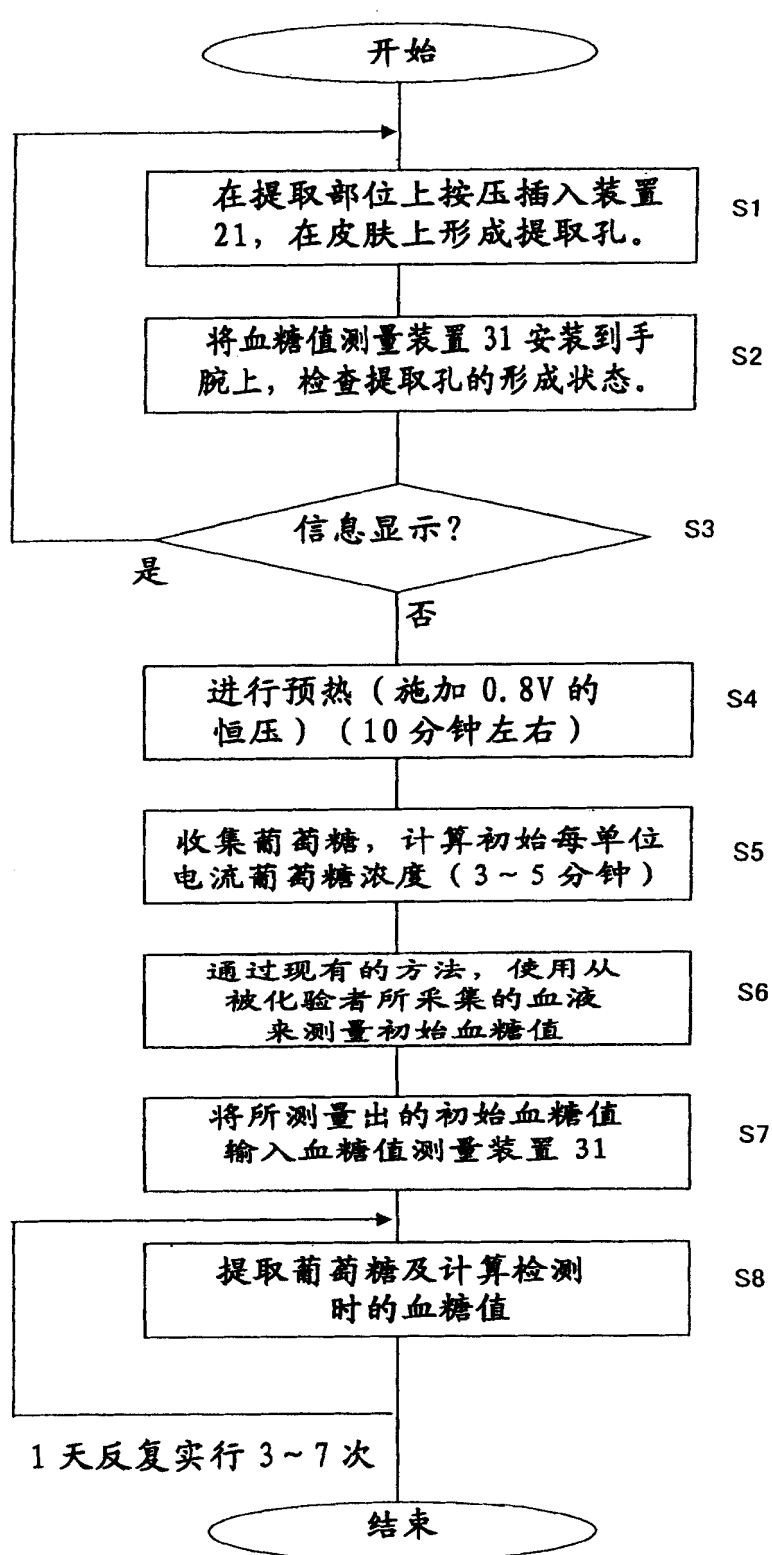 开始
在提取部位上按压插入装置
21，在皮肤上形成提取孔。
S1
将血糖值测量装置 31 安装到手
腕上，检查提取孔的形成状态。
S2
信息显示?
S3
是
否
进行预热（施加 0.8V 的
恒压）（10 分钟左右）
S4
收集葡萄糖，计算初始每单位
电流葡萄糖浓度（3~5 分钟）
S5
通过现有的方法，使用从
被化验者所采集的血液
来测量初始血糖值
S6
将所测量出的初始血糖值
输入血糖值测量装置 31
S7
提取葡萄糖及计算检测
时的血糖值
S8
1 天反复实行 3~7 次
结束